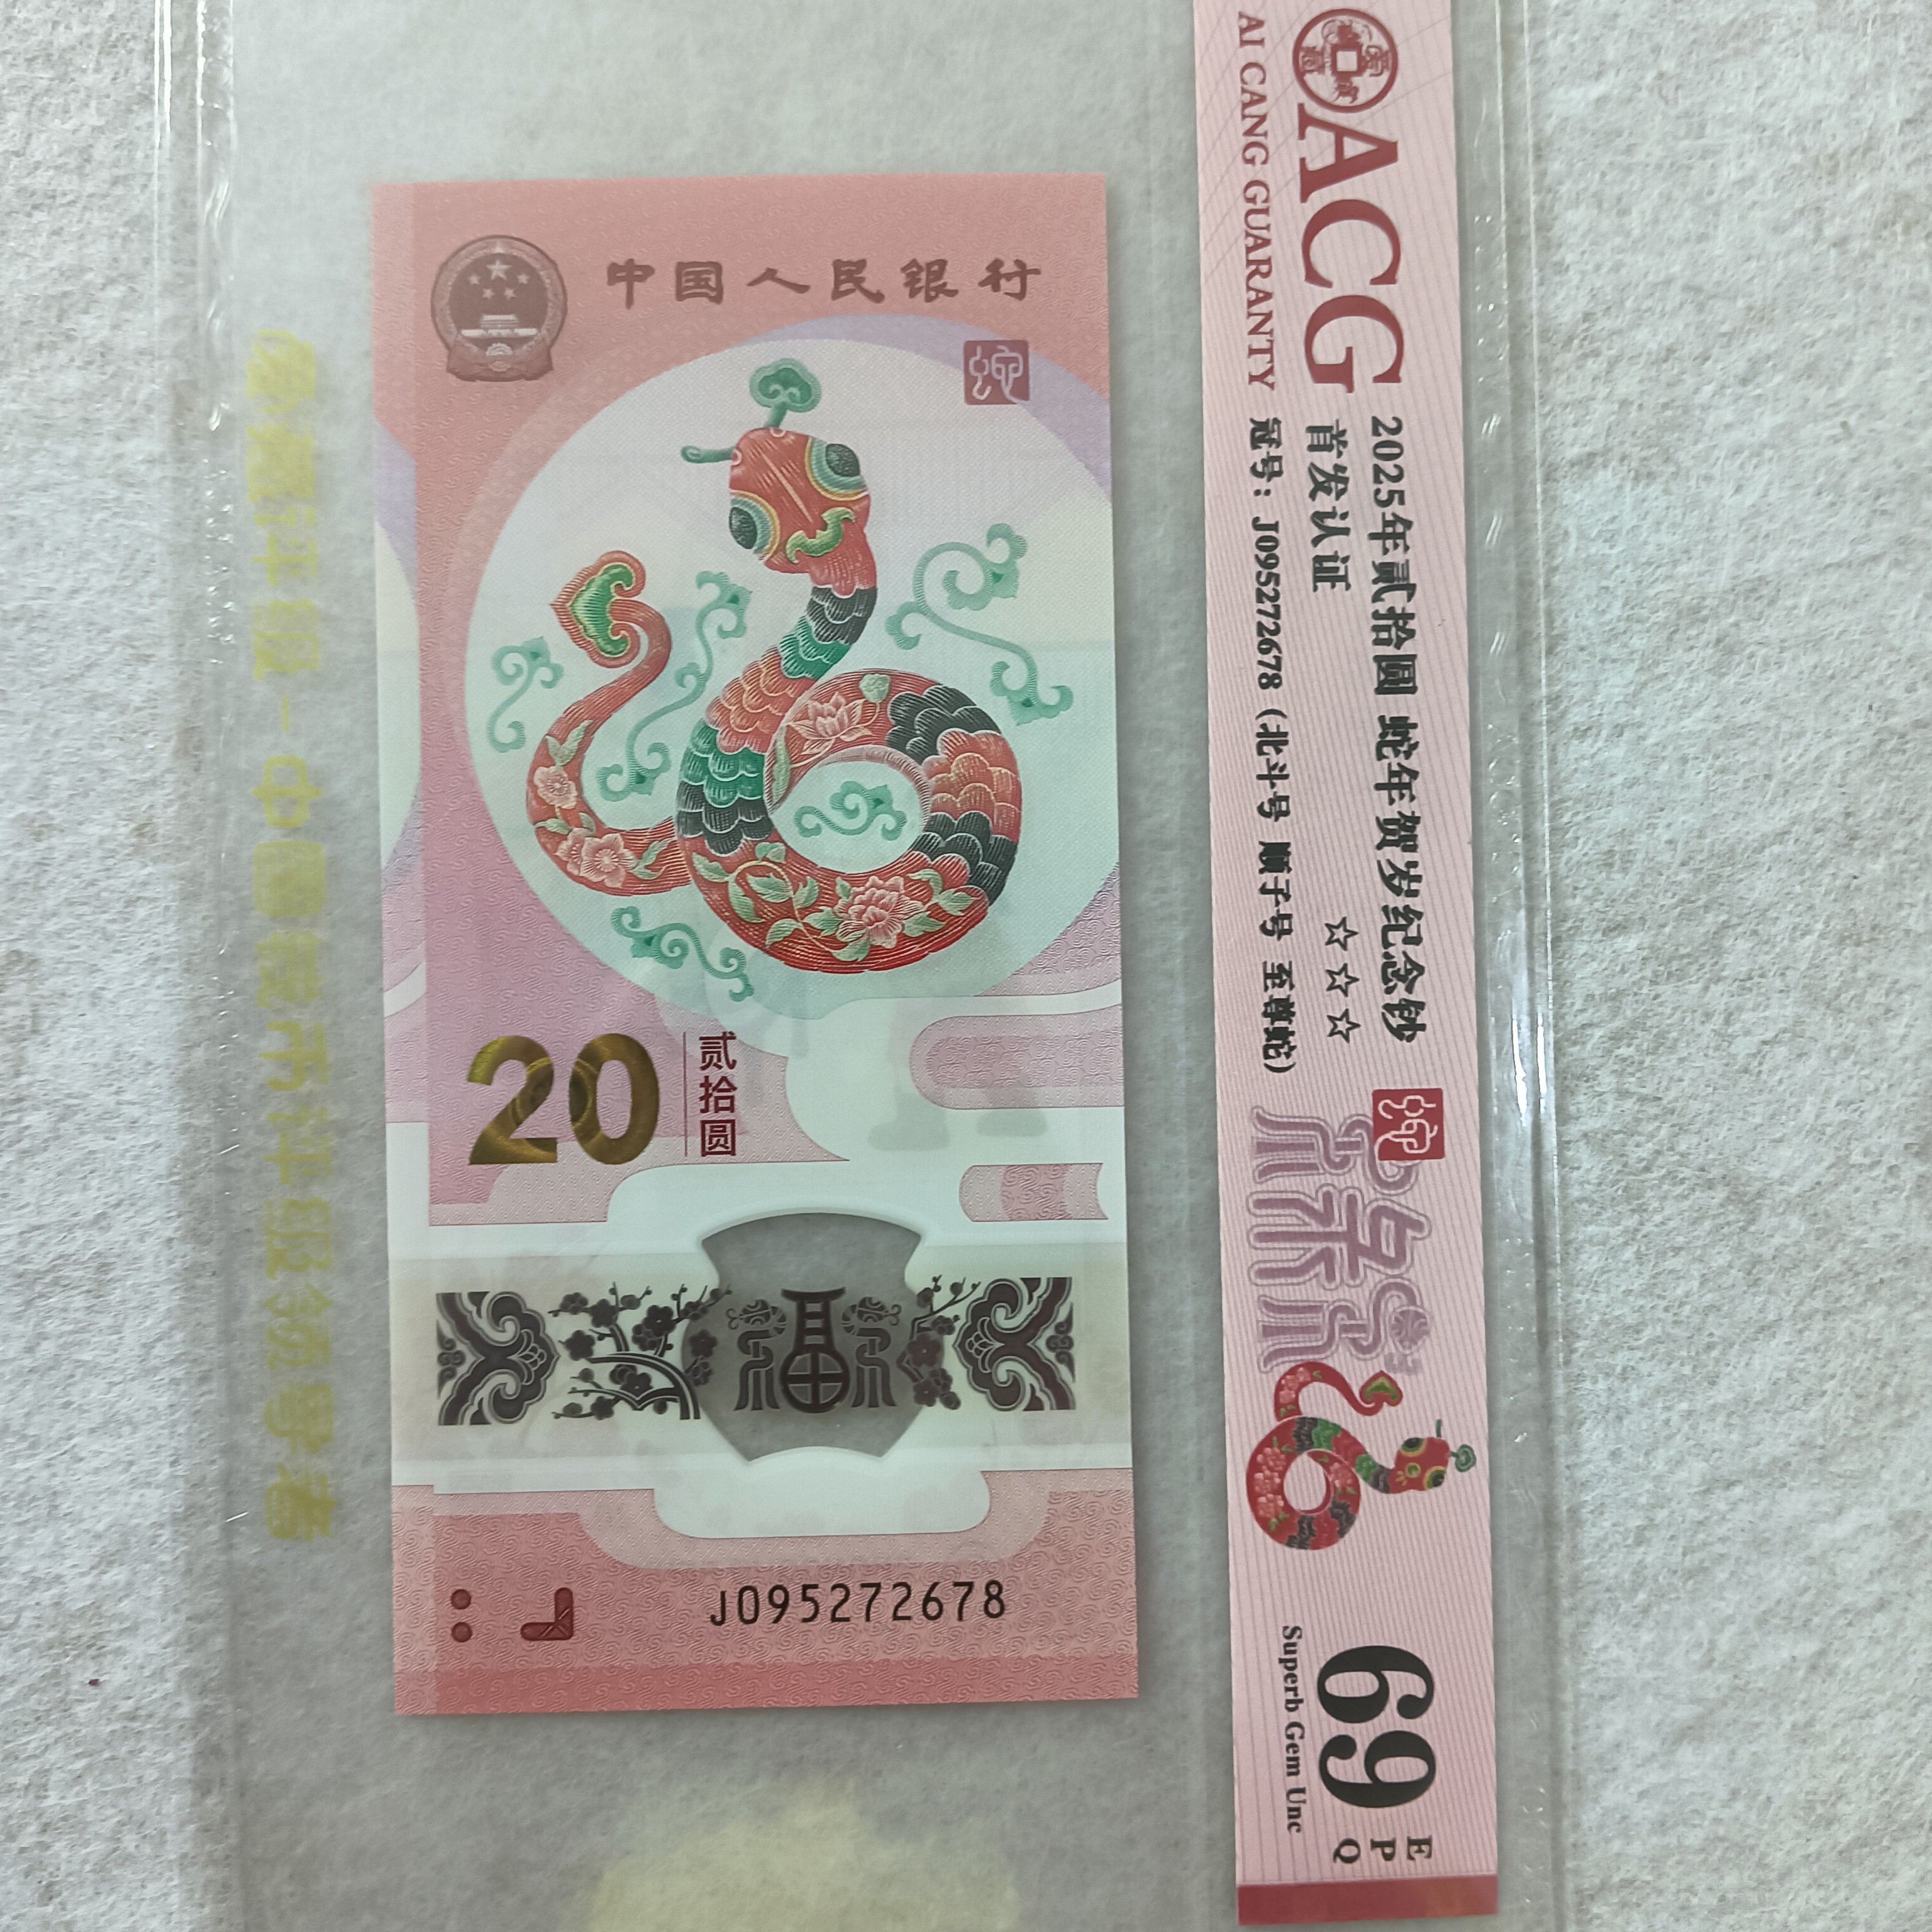 中国人民银行
蛇
20
贰拾圆
福
J095272678
ACG
AI CANG GUARANTY
2025年贰拾圆 蛇年贺岁纪念钞
首发认证 ☆☆☆
冠号：J095272678（北斗号 顺子号 至尊蛇）
蛇
69
EPQ
Superb Gem Unc